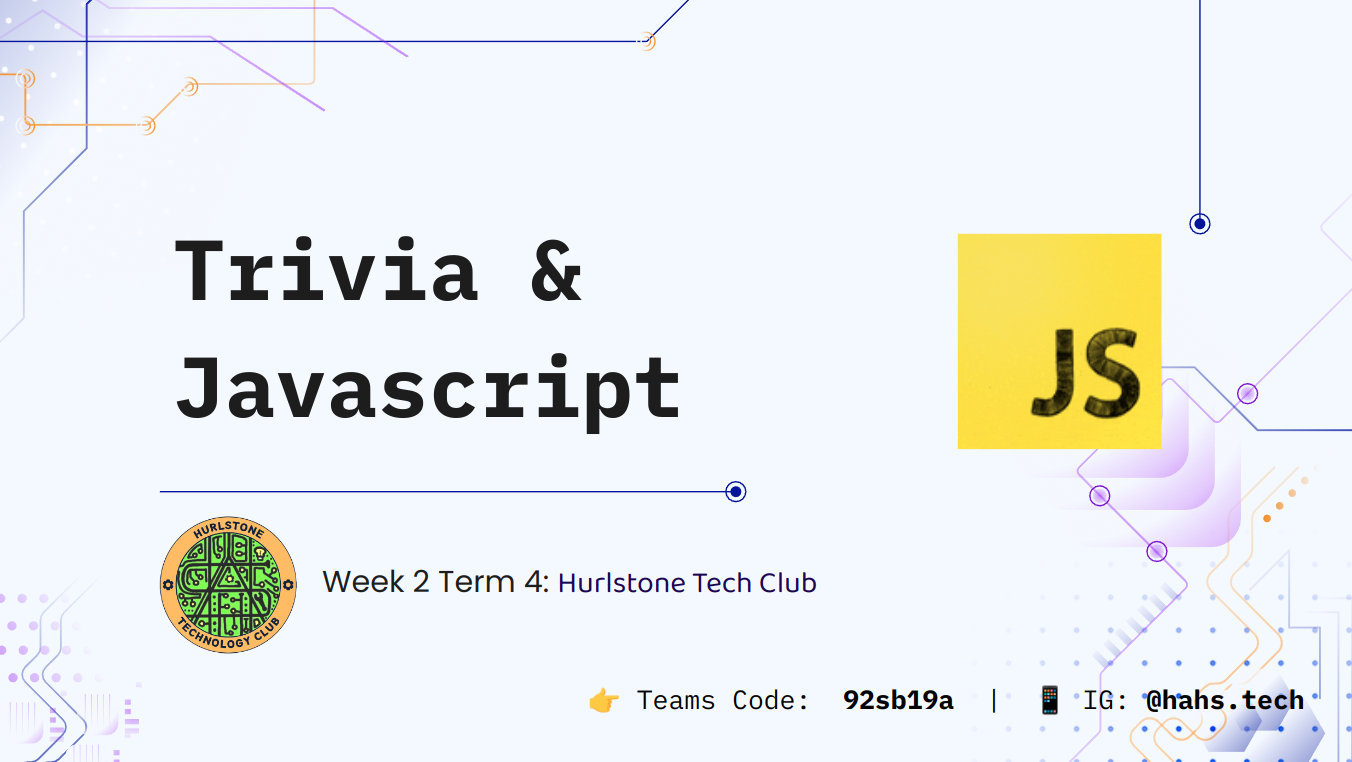 Trivia &
Javascript
JS
HURLSTONE
TECHNOLOGY CLUB
Week 2 Term 4: Hurlstone Tech Club
👉 Teams Code: 92sb19a | 📱 IG: @hahs.tech